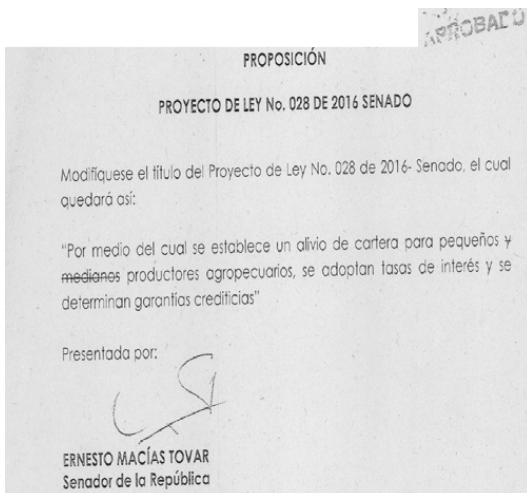 APROBADO
PROPOSICIÓN
PROYECTO DE LEY No. 028 DE 2016 SENADO
Modifíquese el título del Proyecto de Ley No. 028 de 2016- Senado, el cual
quedará así:
"Por medio del cual se establece un alivio de cartera para pequeños y
medianos productores agropecuarios, se adoptan tasas de interés y se
determinan garantías crediticias"
Presentada por:
ERNESTO MACÍAS TOVAR
Senador de la República